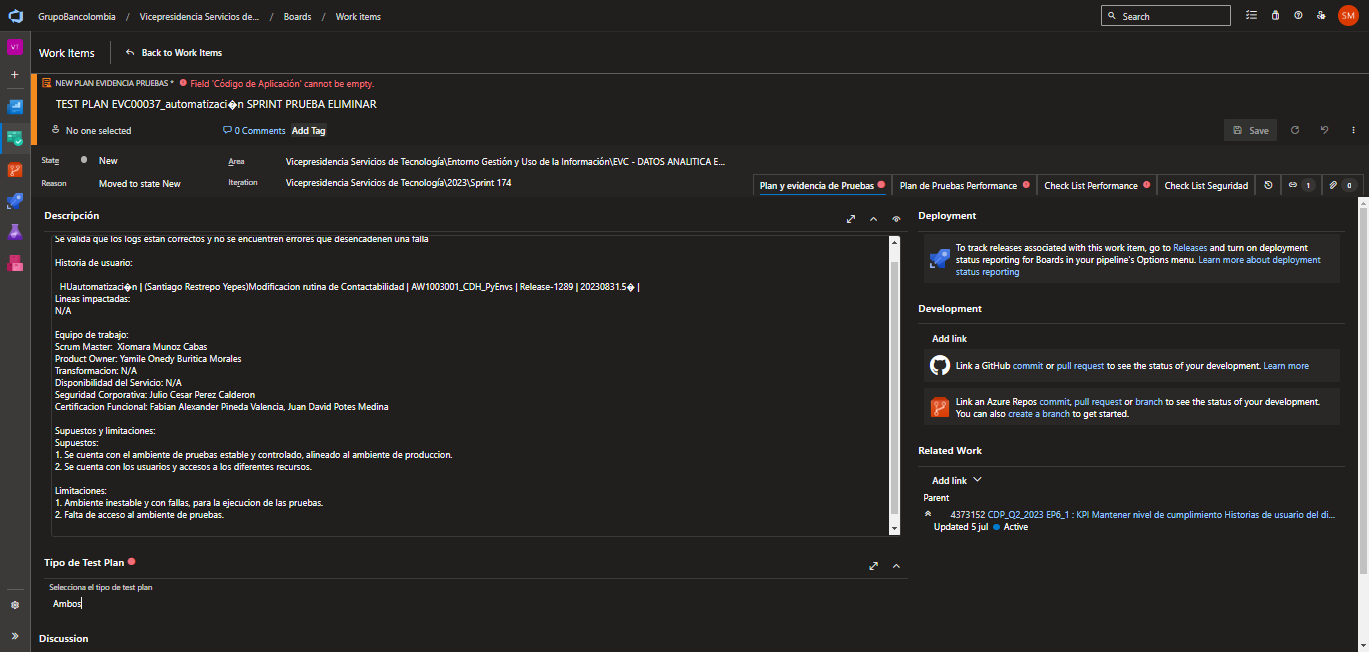 GrupoBancolombia / Vicepresidencia Servicios de... / Boards / Work items
Search
SM
VT
Work Items
Back to Work Items
NEW PLAN EVIDENCIA PRUEBAS * Field 'Código de Aplicación' cannot be empty.
TEST PLAN EVC00037_automatizaci�n SPRINT PRUEBA ELIMINAR
No one selected
0 Comments
Add Tag
Save
State
New
Area
Vicepresidencia Servicios de Tecnología\Entorno Gestión y Uso de la Información\EVC - DATOS ANALITICA E...
Reason
Moved to state New
Iteration
Vicepresidencia Servicios de Tecnología\2023\Sprint 174
Plan y evidencia de Pruebas
Plan de Pruebas Performance
Check List Performance
Check List Seguridad
1
0
Descripción
Se valida que los logs estan correctos y no se encuentren errores que desencadenen una falla
Historia de usuario:
HUautomatizaci�n | (Santiago Restrepo Yepes)Modificacion rutina de Contactabilidad | AW1003001_CDH_PyEnvs | Release-1289 | 20230831.5� |
Lineas impactadas:
N/A
Equipo de trabajo:
Scrum Master: Xiomara Munoz Cabas
Product Owner: Yamile Onedy Buritica Morales
Transformacion: N/A
Disponibilidad del Servicio: N/A
Seguridad Corporativa: Julio Cesar Perez Calderon
Certificacion Funcional: Fabian Alexander Pineda Valencia, Juan David Potes Medina
Supuestos y limitaciones:
Supuestos:
1. Se cuenta con el ambiente de pruebas estable y controlado, alineado al ambiente de produccion.
2. Se cuenta con los usuarios y accesos a los diferentes recursos.
Limitaciones:
1. Ambiente inestable y con fallas, para la ejecucion de las pruebas.
2. Falta de acceso al ambiente de pruebas.
Tipo de Test Plan
Selecciona el tipo de test plan
Ambos
Discussion
Deployment
To track releases associated with this work item, go to Releases and turn on deployment
status reporting for Boards in your pipeline's Options menu. Learn more about deployment
status reporting
Development
Add link
Link a GitHub commit or pull request to see the status of your development. Learn more
Link an Azure Repos commit, pull request or branch to see the status of your development.
You can also create a branch to get started.
Related Work
Add link
Parent
4373152 CDP_Q2_2023 EP6_1 : KPI Mantener nivel de cumplimiento Historias de usuario del di...
Updated 5 jul Active